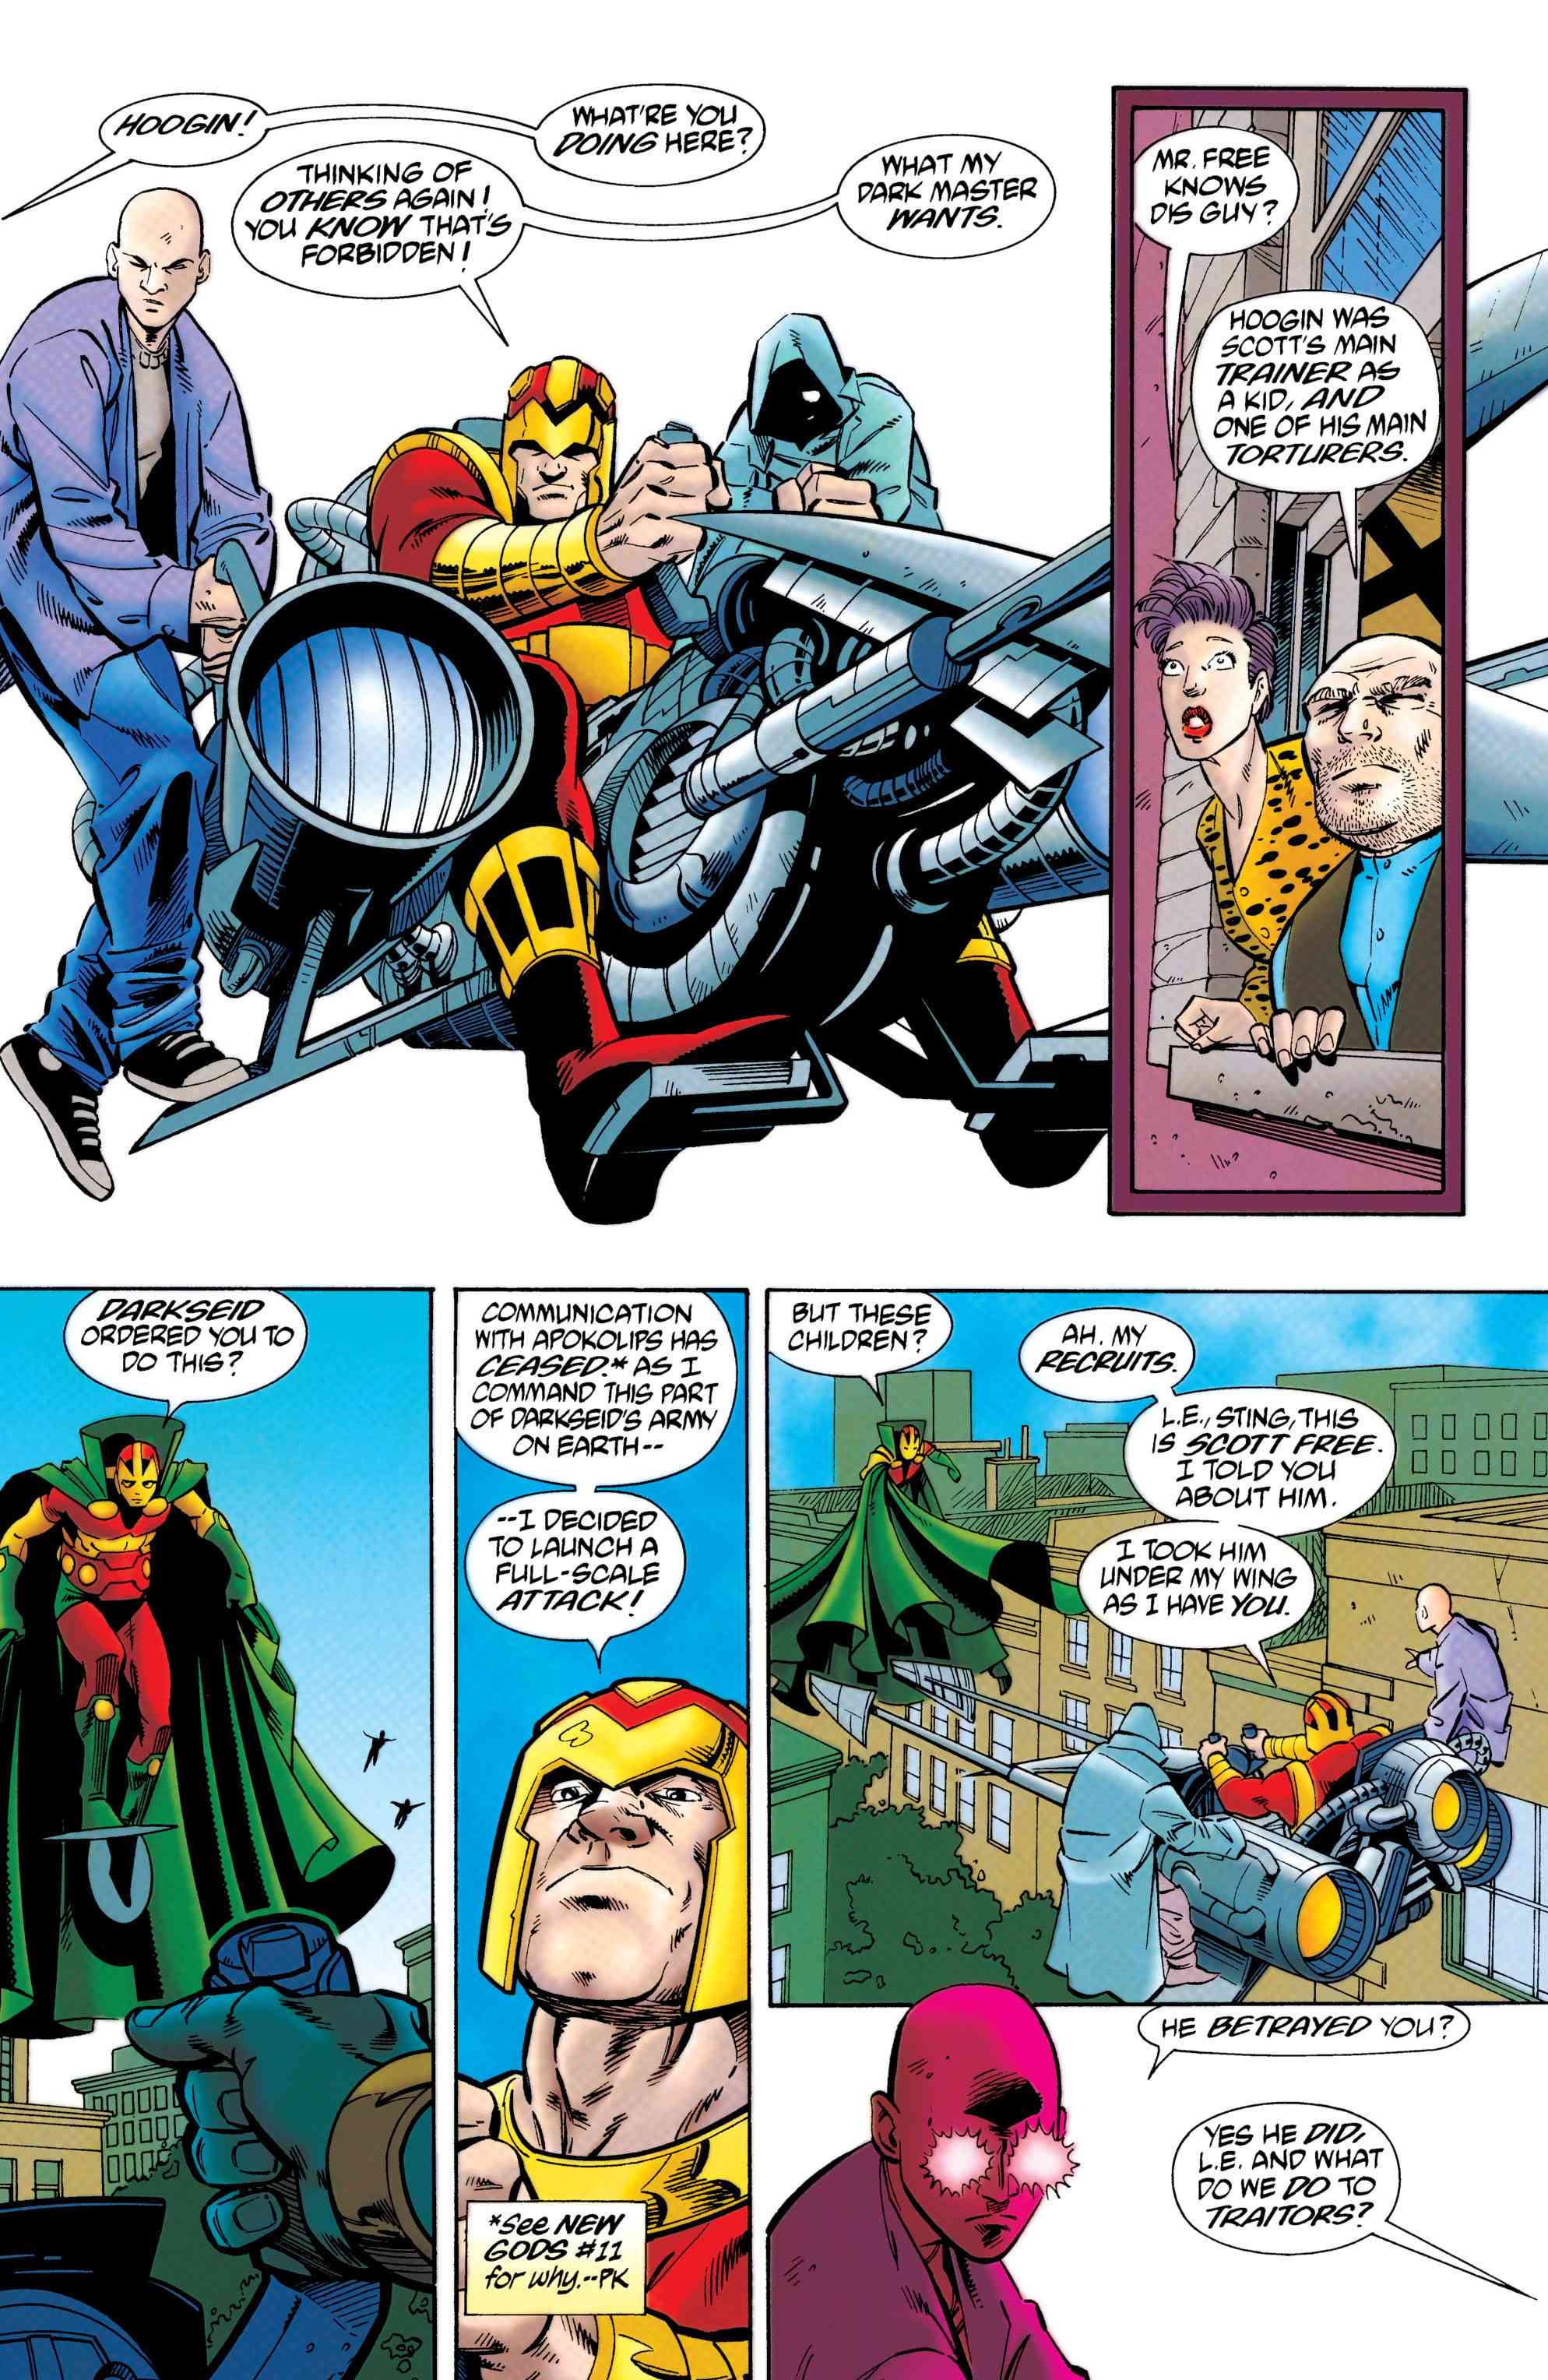 HOOGIN!
WHAT'RE YOU
DOING HERE?
THINKING OF
OTHERS AGAIN!
YOU KNOW THAT'S
FORBIDDEN!
WHAT MY
DARK MASTER
WANTS.
MR. FREE
KNOWS
DIS GUY?
HOOGIN WAS
SCOTT'S MAIN
TRAINER AS
A KID, AND
ONE OF HIS MAIN
TORTURERS.
DARKSEID
ORDERED YOU TO
DO THIS?
COMMUNICATION
WITH APOKOLIPS HAS
CEASED.* AS I
COMMAND THIS PART
OF DARKSEID'S ARMY
ON EARTH--
--I DECIDED
TO LAUNCH A
FULL-SCALE
ATTACK!
*See NEW
GODS #11
for why.--PK
BUT THESE
CHILDREN?
AH. MY
RECRUITS.
L.E., STING, THIS
IS SCOTT FREE.
I TOLD YOU
ABOUT HIM.
I TOOK HIM
UNDER MY WING
AS I HAVE YOU.
HE BETRAYED YOU?
YES HE DID,
L.E. AND WHAT
DO WE DO TO
TRAITORS?